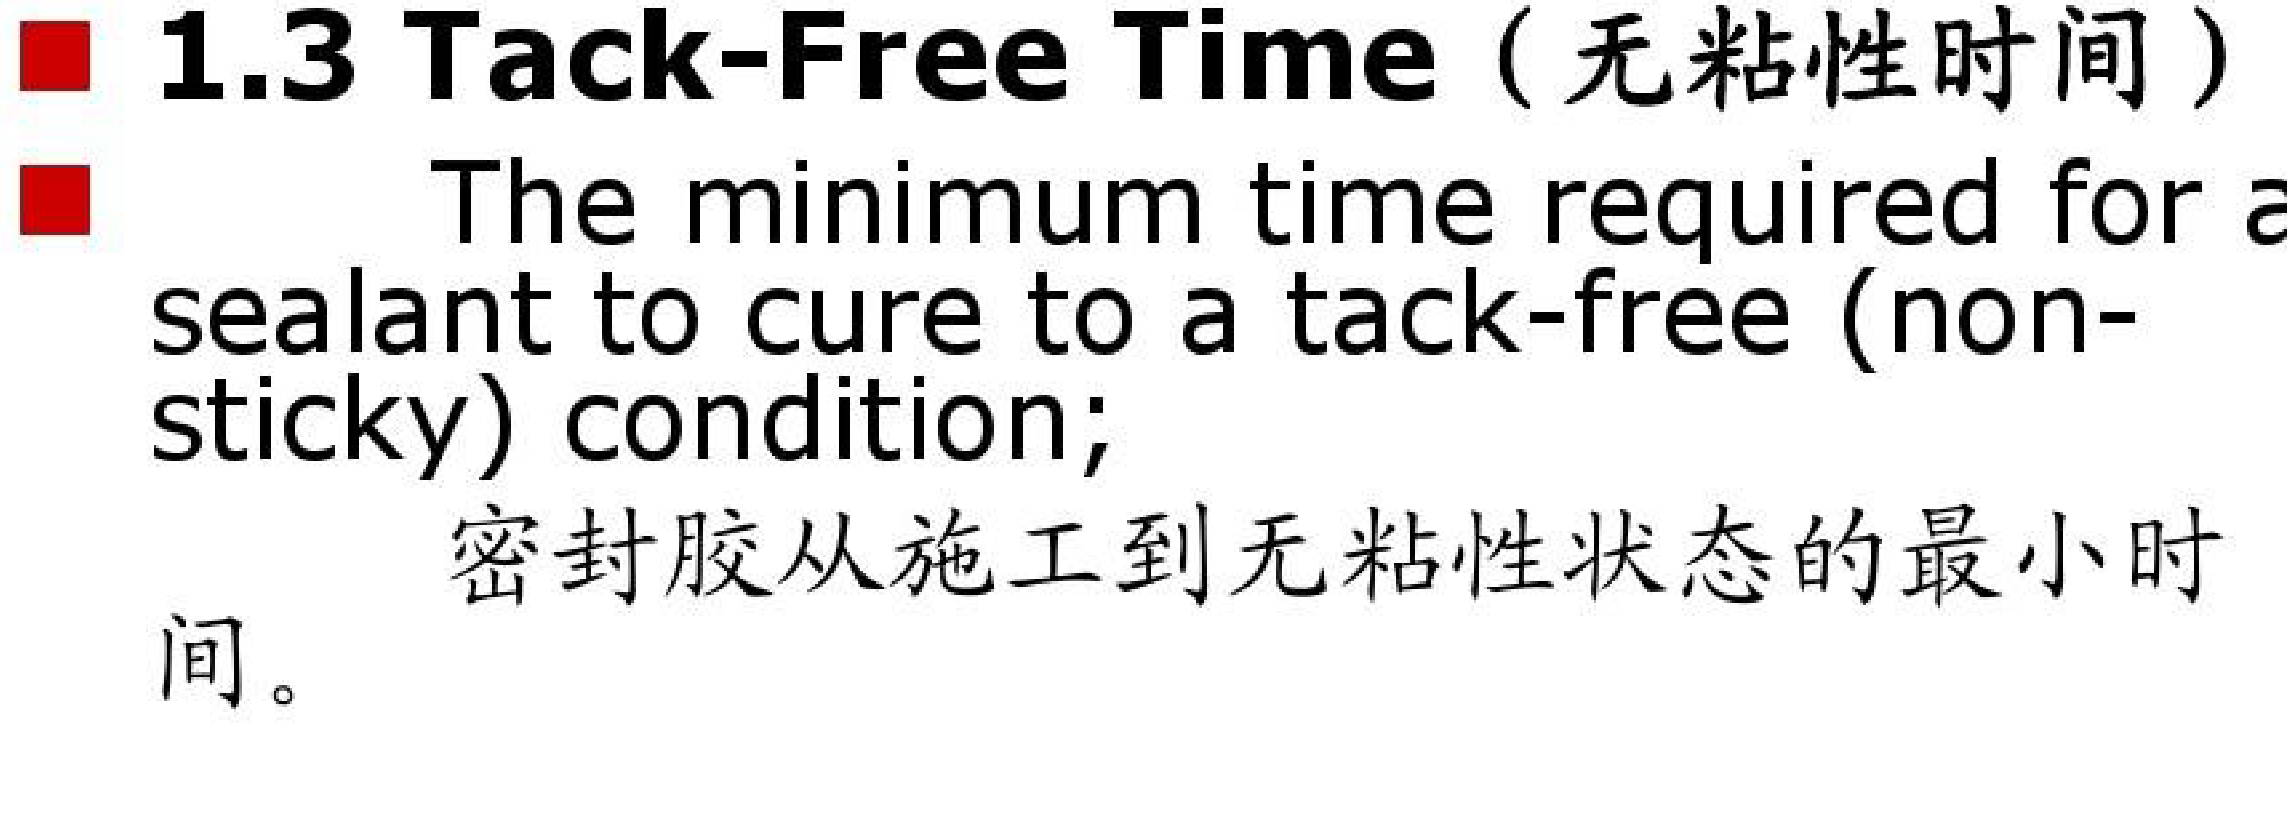 1.3 Tack-Free Time（无粘性时间）
The minimum time required for a
sealant to cure to a tack-free (non-
sticky) condition;
密封胶从施工到无粘性状态的最小时
间。